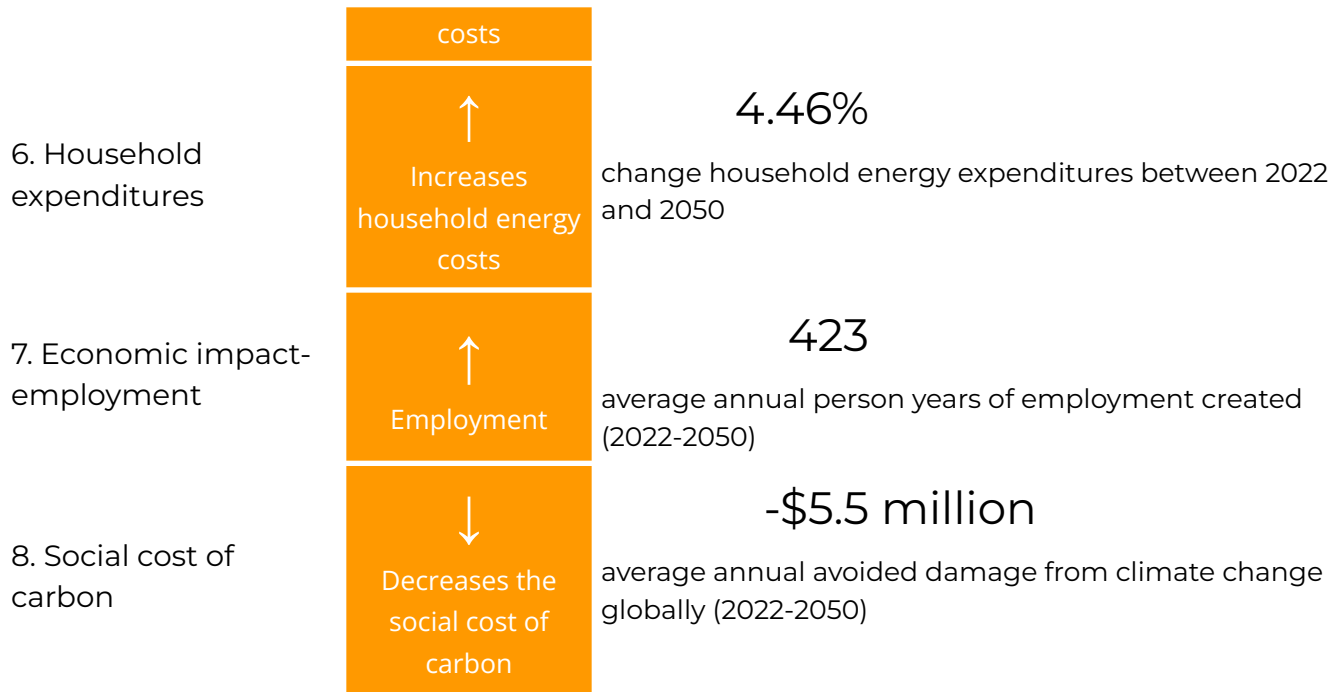 costs
6. Household
expenditures
↑
Increases
household energy
costs
4.46%
change household energy expenditures between 2022
and 2050
7. Economic impact-
employment
↑
Employment
423
average annual person years of employment created
(2022-2050)
8. Social cost of
carbon
↓
Decreases the
social cost of
carbon
-$5.5 million
average annual avoided damage from climate change
globally (2022-2050)